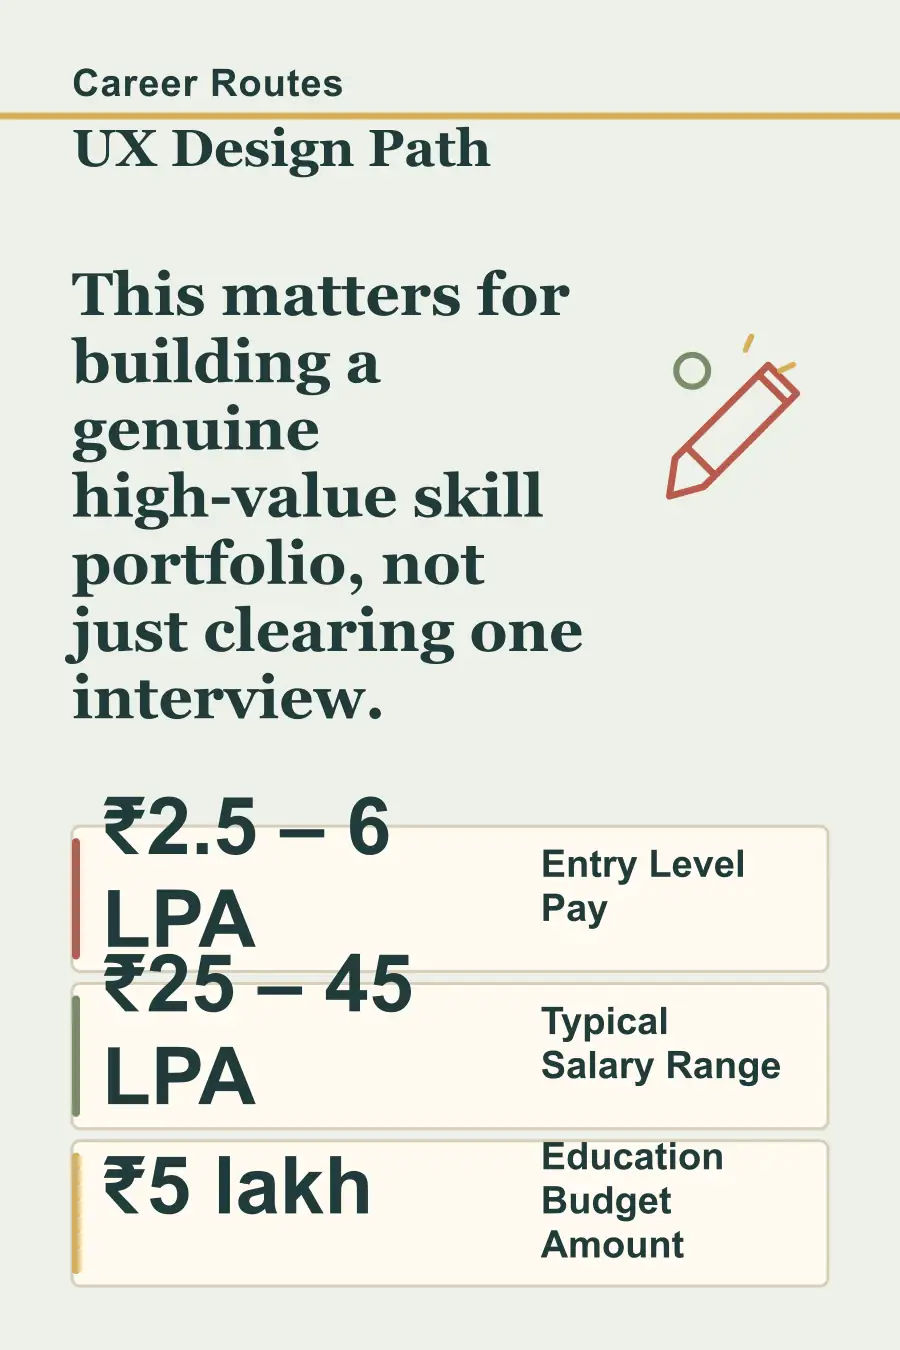 Career Routes
UX Design Path
This matters for
building a
genuine
high-value skill
portfolio, not
just clearing one
interview.
₹2.5 – 6
LPA
Entry Level
Pay
₹25 – 45
LPA
Typical
Salary Range
₹5 lakh
Education
Budget
Amount